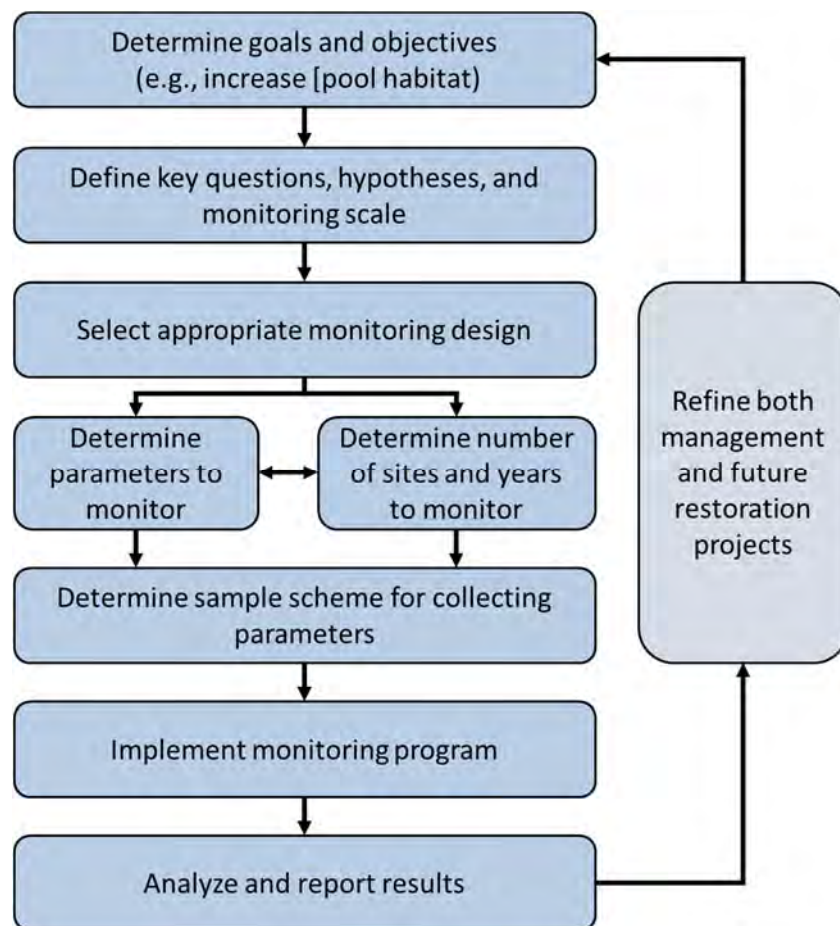 Determine goals and objectives
(e.g., increase [pool habitat)
Define key questions, hypotheses, and
monitoring scale
Select appropriate monitoring design
Determine
parameters to
monitor
Determine number
of sites and years
to monitor
Determine sample scheme for collecting
parameters
Implement monitoring program
Analyze and report results
Refine both
management
and future
restoration
projects